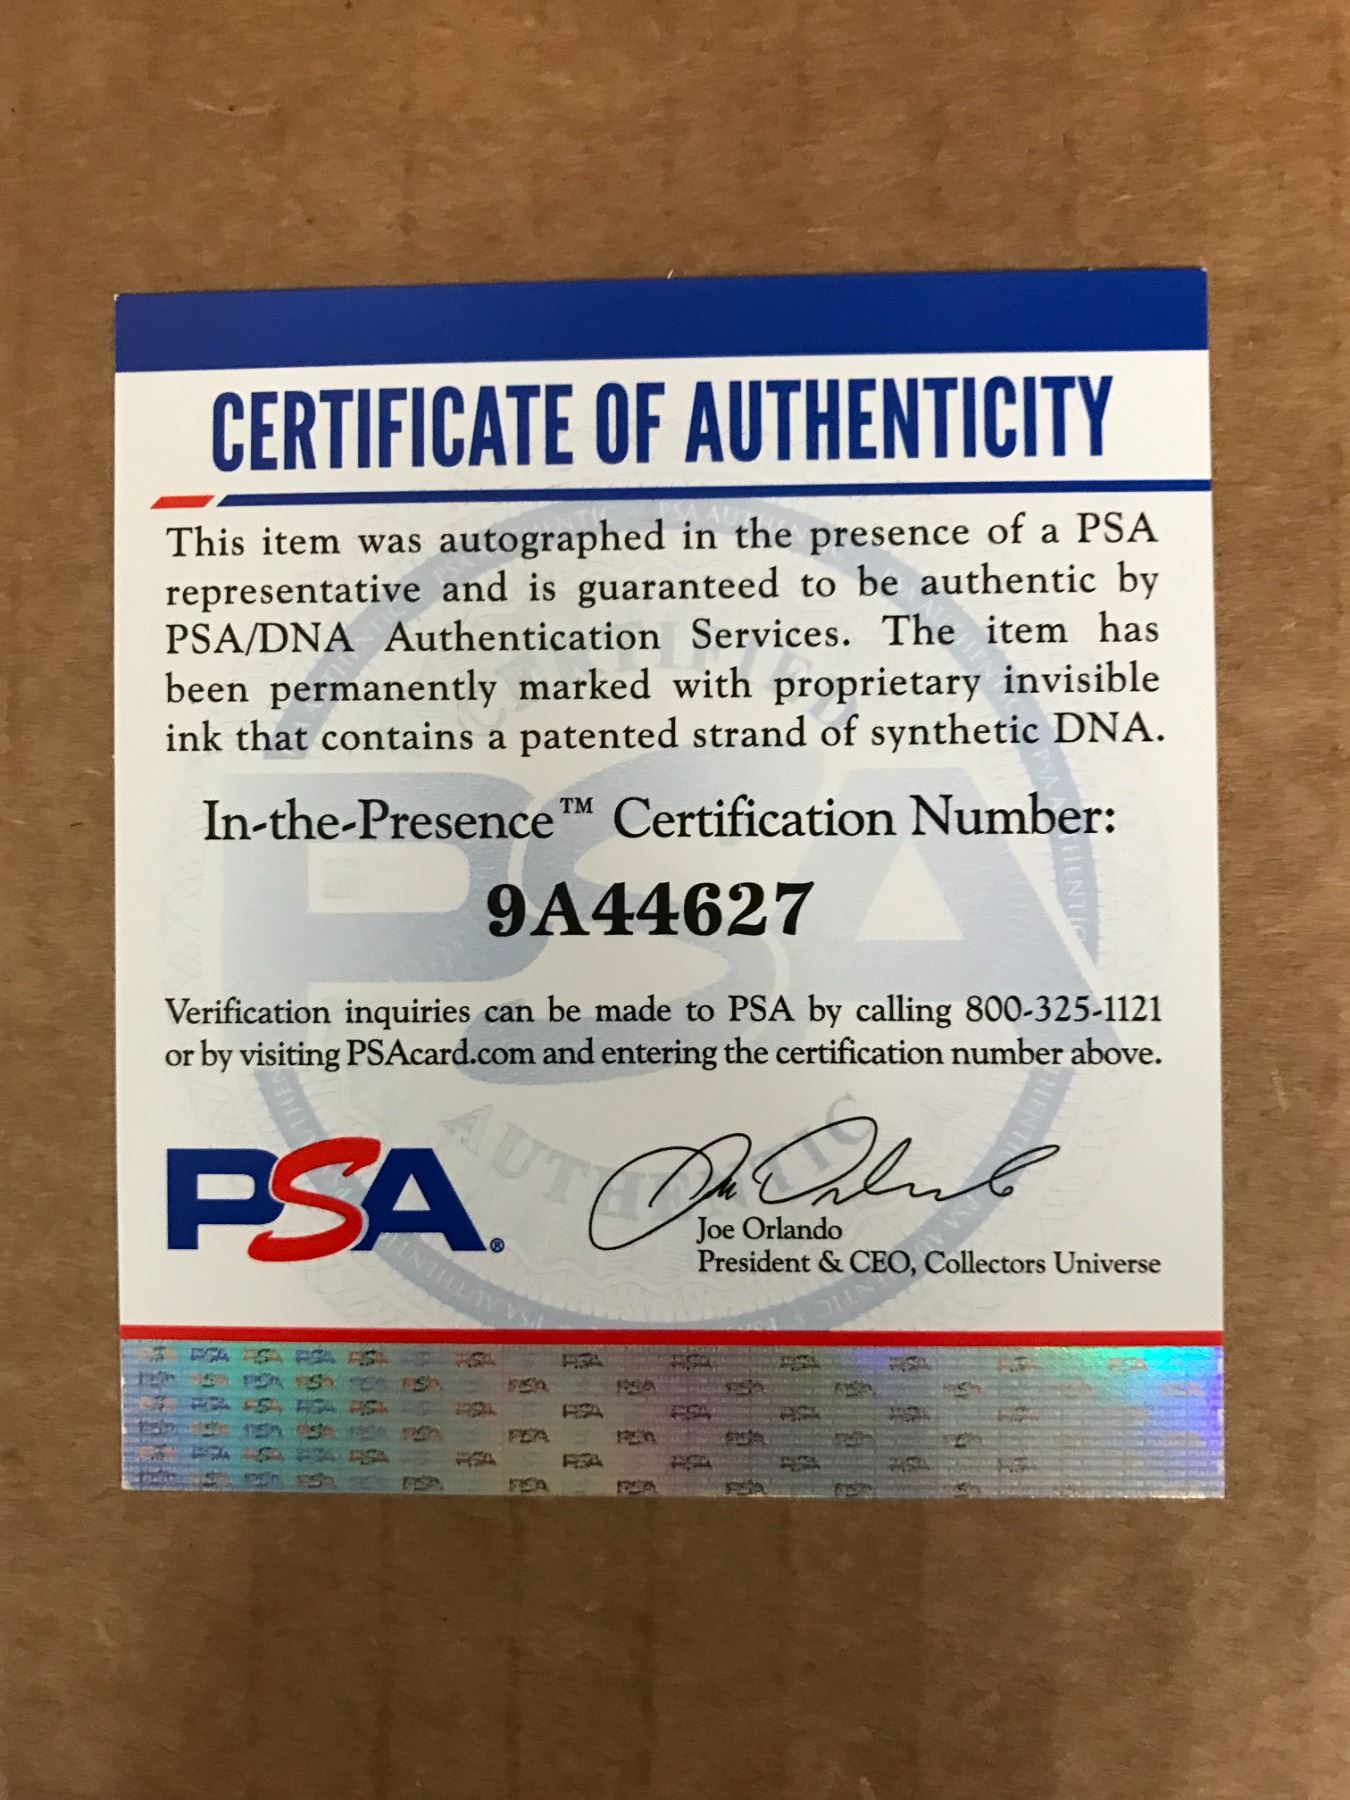 CERTIFICATE OF AUTHENTICITY
This item was autographed in the presence of a PSA
representative and is guaranteed to be authentic by
PSA/DNA Authentication Services. The item has
been permanently marked with proprietary invisible
ink that contains a patented strand of synthetic DNA.
In-the-Presence™ Certification Number:
9A44627
Verification inquiries can be made to PSA by calling 800-325-1121
or by visiting PSAcard.com and entering the certification number above.
CERTIFIED
PSA
AUTHENTIC
PSA®
Joe Orlando
President & CEO, Collectors Universe